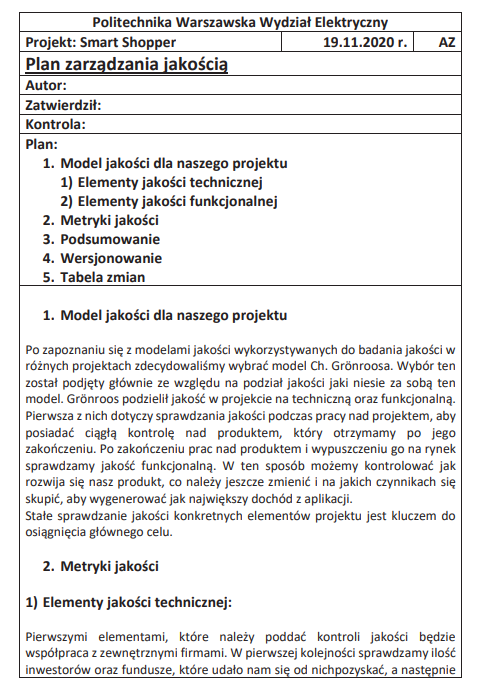 Politechnika Warszawska Wydział Elektryczny
Projekt: Smart Shopper 19.11.2020 r. AZ
Plan zarządzania jakością
Autor:
Zatwierdził:
Kontrola:
Plan:
1. Model jakości dla naszego projektu
1) Elementy jakości technicznej
2) Elementy jakości funkcjonalnej
2. Metryki jakości
3. Podsumowanie
4. Wersjonowanie
5. Tabela zmian
1. Model jakości dla naszego projektu
Po zapoznaniu się z modelami jakości wykorzystywanych do badania jakości w
różnych projektach zdecydowaliśmy wybrać model Ch. Grönroosa. Wybór ten
został podjęty głównie ze względu na podział jakości jaki niesie za sobą ten
model. Grönroos podzielił jakość w projekcie na techniczną oraz funkcjonalną.
Pierwsza z nich dotyczy sprawdzania jakości podczas pracy nad projektem, aby
posiadać ciągłą kontrolę nad produktem, który otrzymamy po jego
zakończeniu. Po zakończeniu prac nad produktem i wypuszczeniu go na rynek
sprawdzamy jakość funkcjonalną. W ten sposób możemy kontrolować jak
rozwija się nasz produkt, co należy jeszcze zmienić i na jakich czynnikach się
skupić, aby wygenerować jak największy dochód z aplikacji.
Stałe sprawdzanie jakości konkretnych elementów projektu jest kluczem do
osiągnięcia głównego celu.
2. Metryki jakości
1) Elementy jakości technicznej:
Pierwszymi elementami, które należy poddać kontroli jakości będzie
współpraca z zewnętrznymi firmami. W pierwszej kolejności sprawdzamy ilość
inwestorów oraz fundusze, które udało nam się od nichpozyskać, a następnie